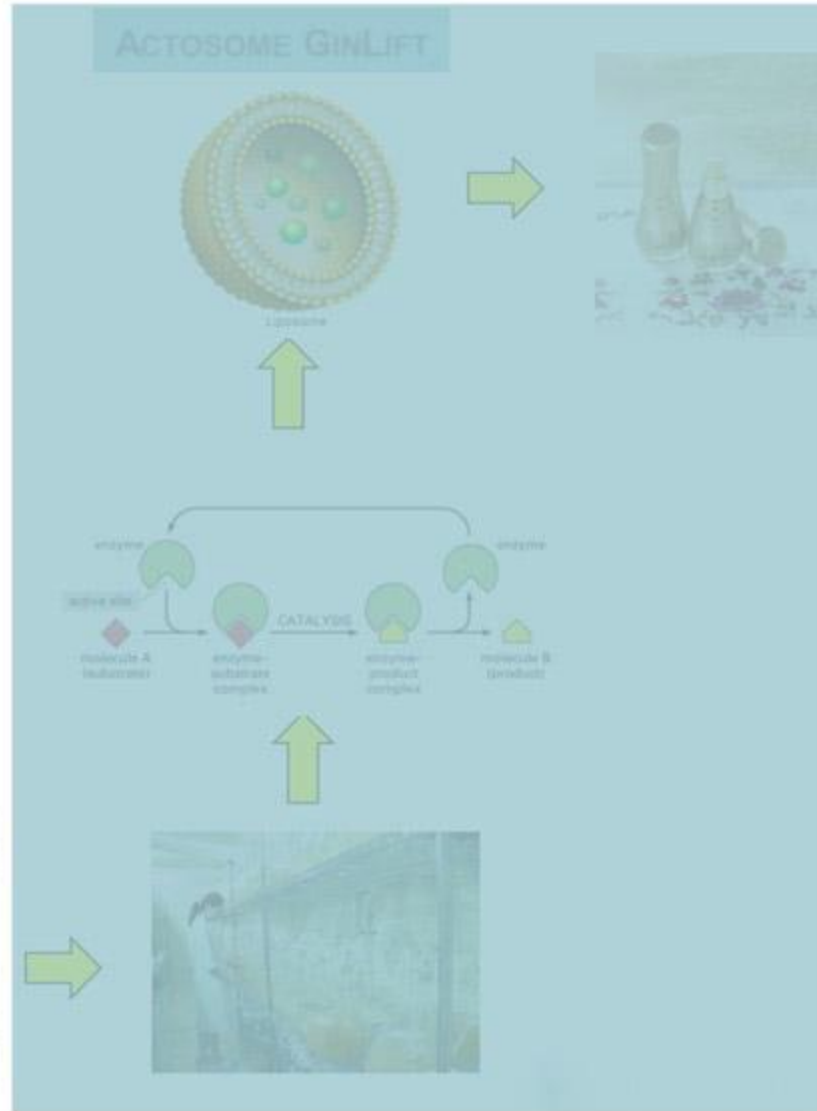 ACTOSOME GINLIFT
Liposome
enzyme
enzyme
active site
CATALYSIS
molecule A
(substrate)
enzyme-
substrate
complex
enzyme-
product
complex
molecule B
(product)